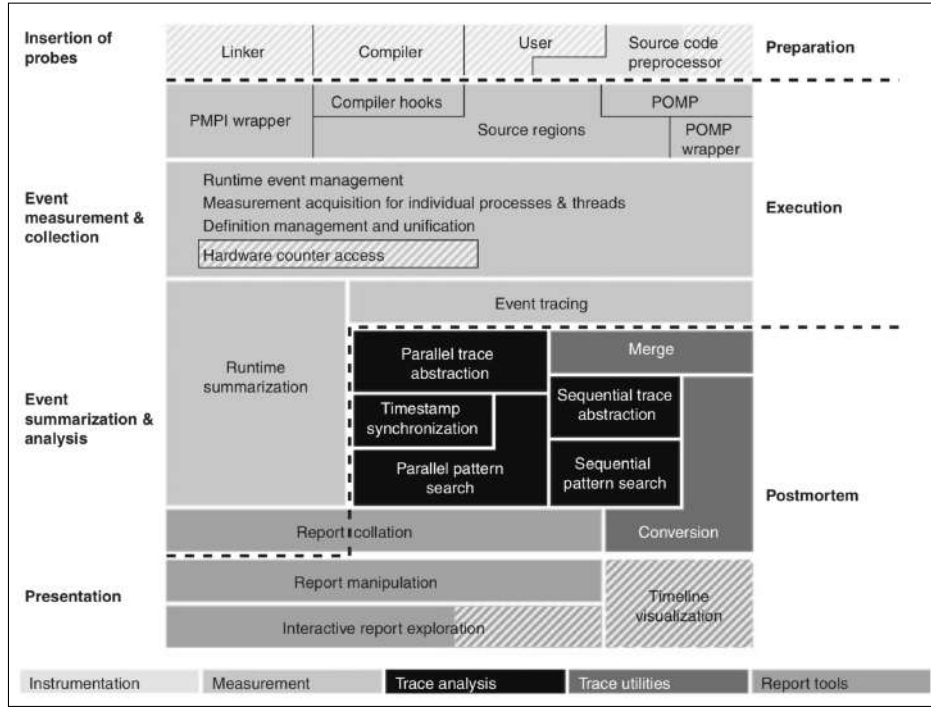 Insertion of
probes
Linker
Compiler
User
Source code
preprocessor
Preparation
PMPI wrapper
Compiler hooks
Source regions
POMP
POMP
wrapper
Event
measurement &
collection
Runtime event management
Measurement acquisition for individual processes & threads
Definition management and unification
Hardware counter access
Execution
Event tracing
Runtime
summarization
Parallel trace
abstraction
Merge
Event
summarization &
analysis
Timestamp
synchronization
Sequential trace
abstraction
Parallel pattern
search
Sequential
pattern search
Postmortem
Report collation
Conversion
Presentation
Report manipulation
Timeline
visualization
Interactive report exploration
Instrumentation
Measurement
Trace analysis
Trace utilities
Report tools